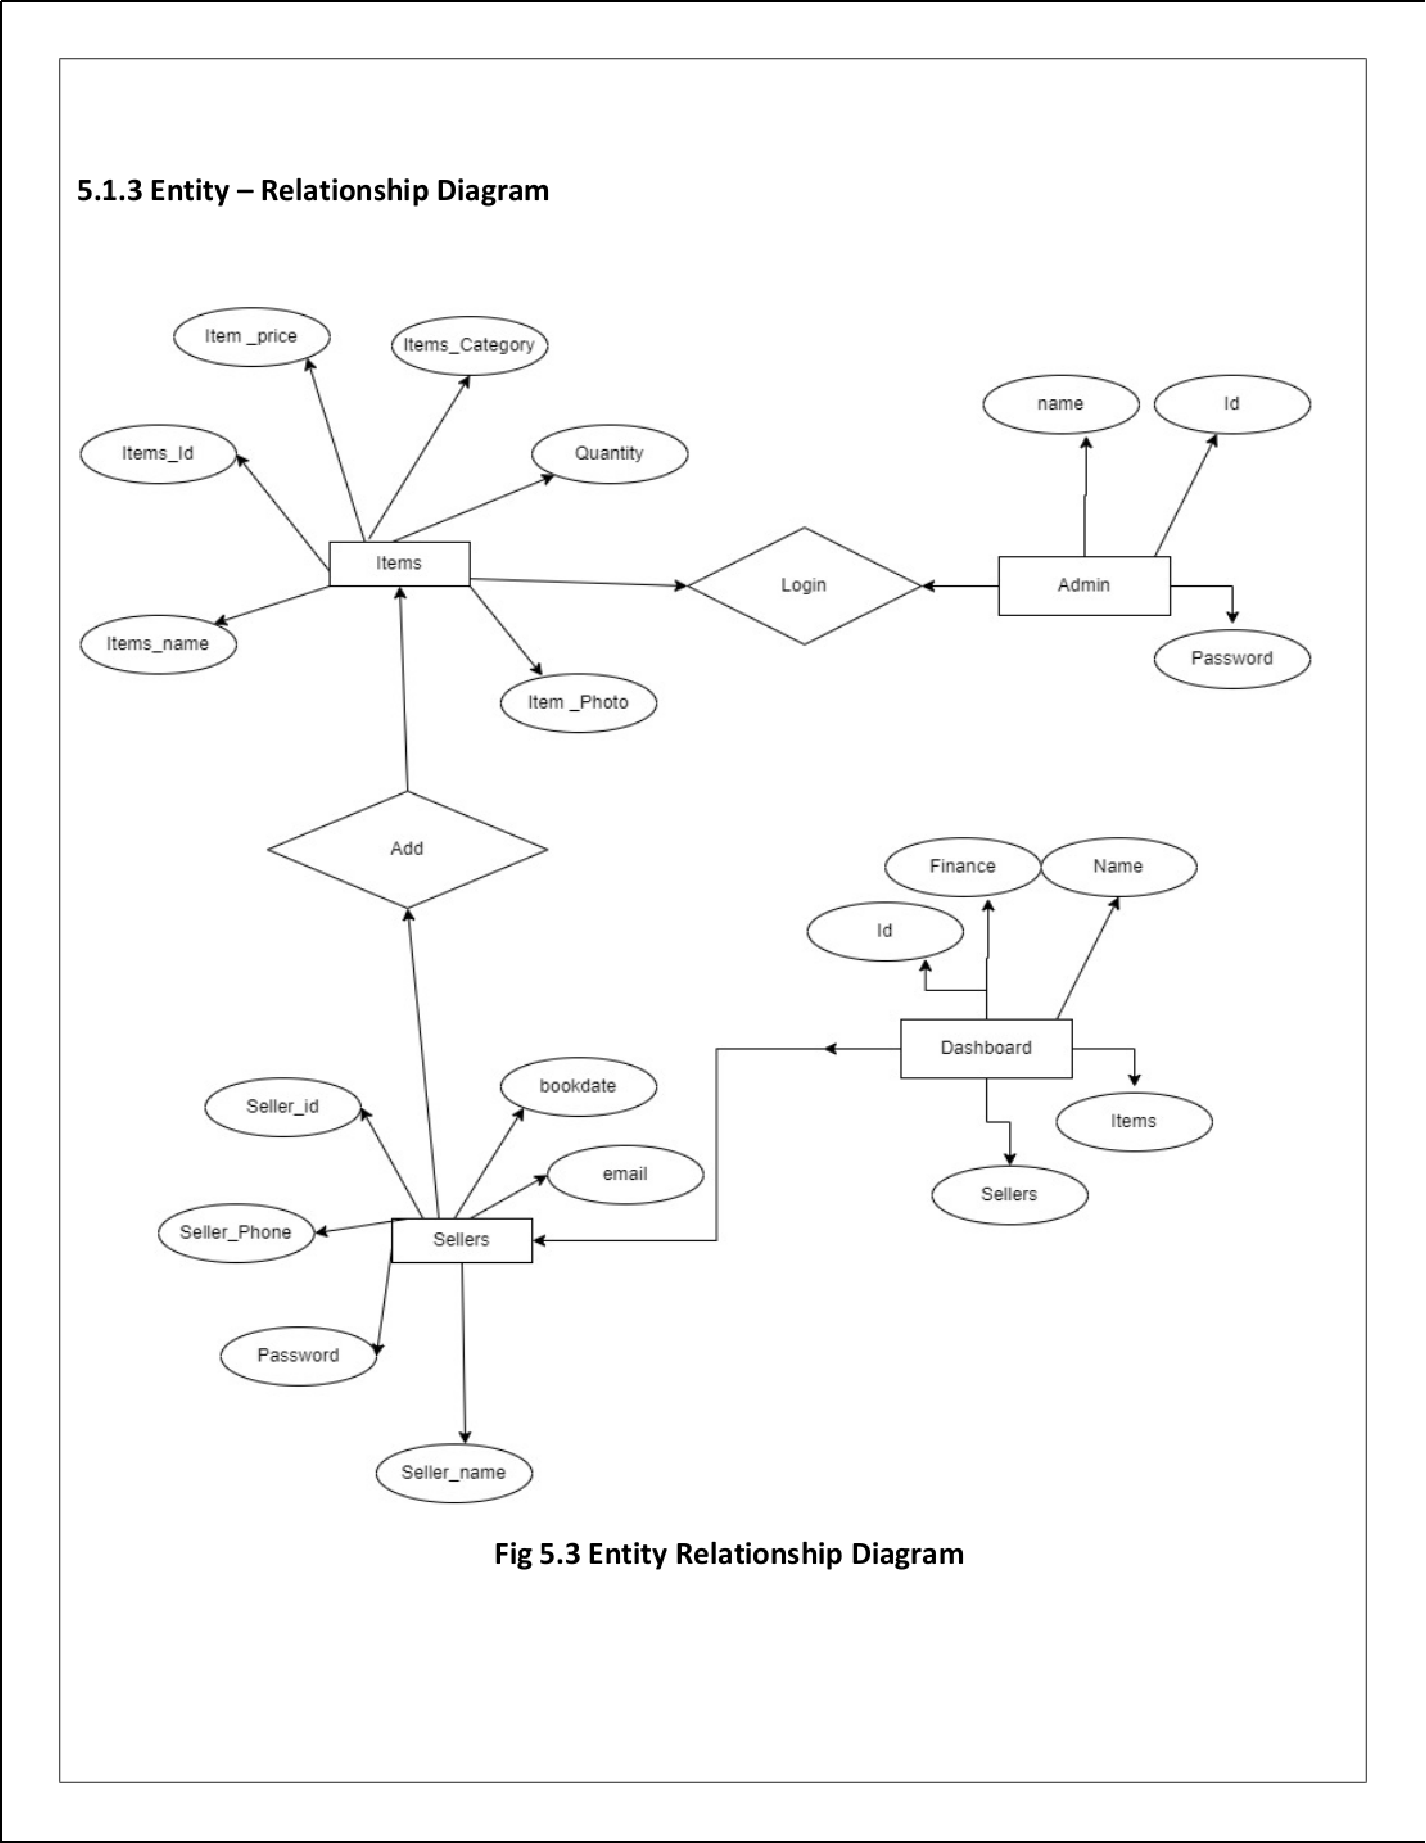 5.1.3 Entity – Relationship Diagram
Item _price
Items_Category
name
Id
Items_Id
Quantity
Items
Login
Admin
Items_name
Password
Item _Photo
Add
Finance
Name
Id
Dashboard
bookdate
Seller_id
Items
email
Sellers
Seller_Phone
Sellers
Password
Seller_name
Fig 5.3 Entity Relationship Diagram